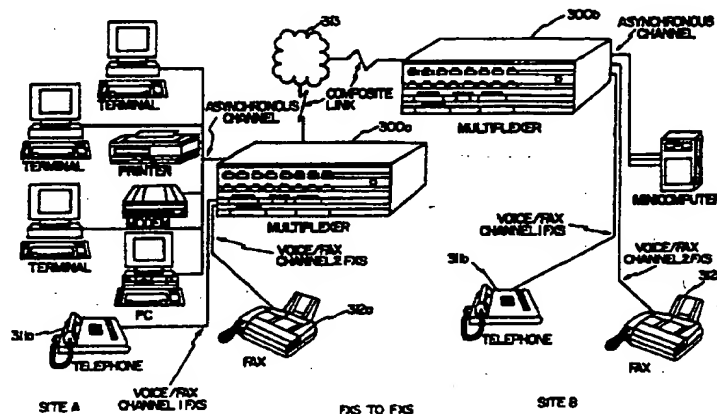 313
300b
ASYNCHRONOUS
CHANNEL
TERMINAL
ASYNCHRONOUS
CHANNEL
COMPOSITE
LINK
300a
MULTIPLEXER
TERMINAL
PRINTER
MINICOMPUTER
MODEM
MULTIPLEXER
TERMINAL
VOICE/FAX
CHANNEL 2 FXS
VOICE/FAX
CHANNEL 1 FXS
311b
VOICE/FAX
CHANNEL 2 FXS
PC
312a
312
311b
TELEPHONE
FAX
TELEPHONE
FAX
VOICE/FAX
CHANNEL 1 FXS
SITE A
FXS TO FXS
SITE B